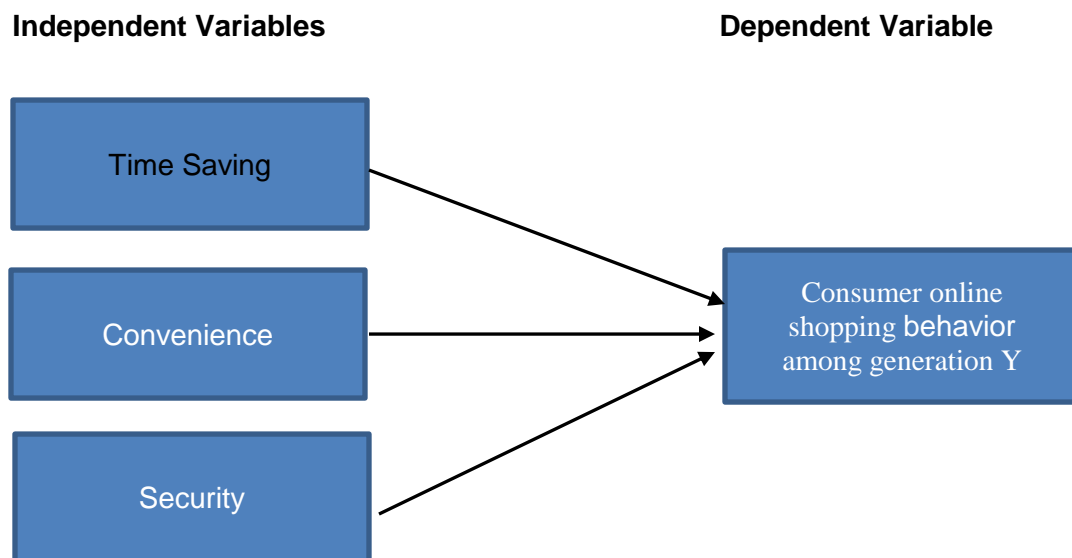 Independent Variables
Dependent Variable
Time Saving
Convenience
Security
Consumer online
shopping behavior
among generation Y